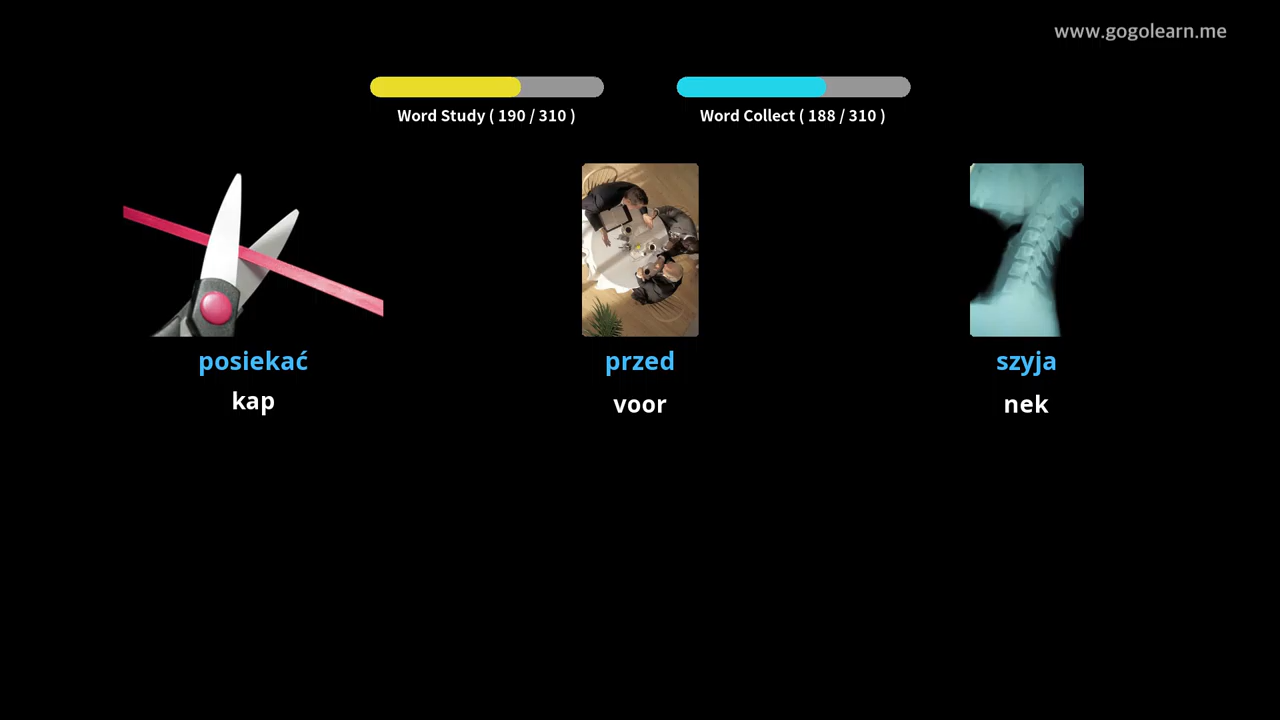 www.gogolearn.me
Word Study ( 190 / 310 )
Word Collect ( 188 / 310 )
posiekać
przed
szyja
kap
voor
nek